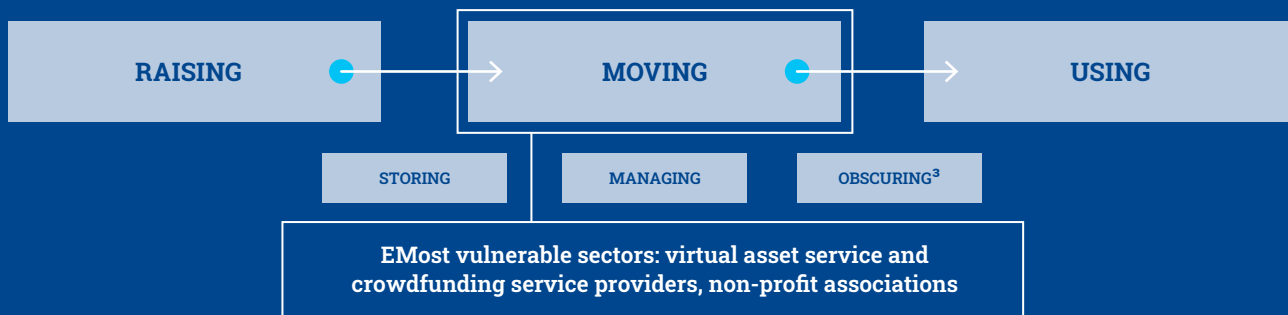 RAISING
MOVING
USING
STORING
MANAGING
OBSCURING³
EMost vulnerable sectors: virtual asset service and
crowdfunding service providers, non-profit associations